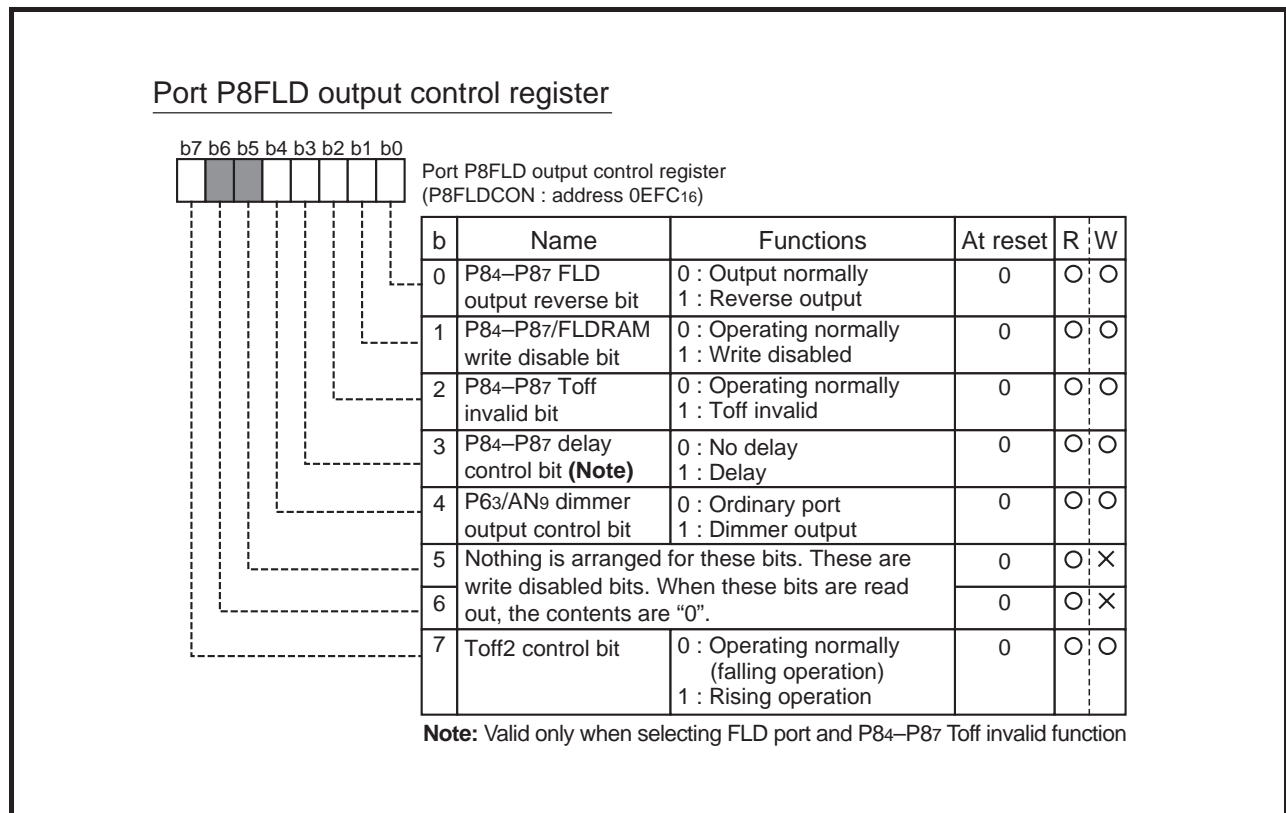 Port P8FLD output control register
b7 b6 b5 b4 b3 b2 b1 b0
Port P8FLD output control register
(P8FLDCON : address 0EFC16)
b Name Functions At reset R W
0 P84–P87 FLD output reverse bit 0 : Output normally 1 : Reverse output 0 O O
1 P84–P87/FLDRAM write disable bit 0 : Operating normally 1 : Write disabled 0 O O
2 P84–P87 Toff invalid bit 0 : Operating normally 1 : Toff invalid 0 O O
3 P84–P87 delay control bit (Note) 0 : No delay 1 : Delay 0 O O
4 P63/AN9 dimmer output control bit 0 : Ordinary port 1 : Dimmer output 0 O O
5 Nothing is arranged for these bits. These are 0 O ×
write disabled bits. When these bits are read
6 out, the contents are “0”. 0 O ×
7 Toff2 control bit 0 : Operating normally (falling operation) 1 : Rising operation 0 O O
Note: Valid only when selecting FLD port and P84–P87 Toff invalid function